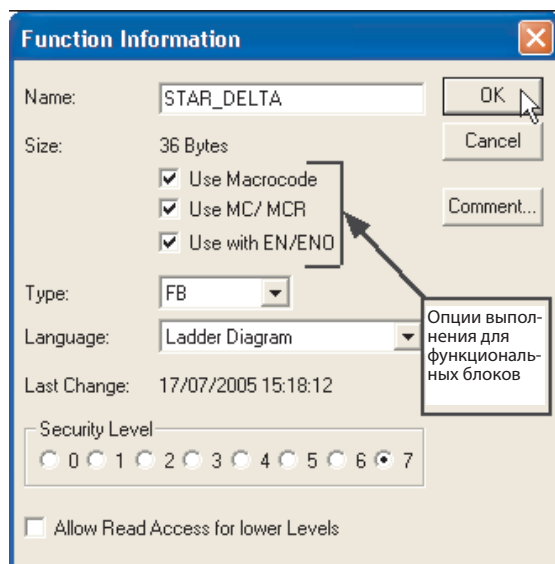 Function Information
Name: STAR_DELTA OK
Size: 36 Bytes Cancel
Use Macrocode
Use MC/ MCR Comment...
Use with EN/ENO
Type: FB
Language: Ladder Diagram
Опции выпол-
нения для
функциональ-
ных блоков
Last Change: 17/07/2005 15:18:12
Security Level
0 1 2 3 4 5 6 7
Allow Read Access for lower Levels